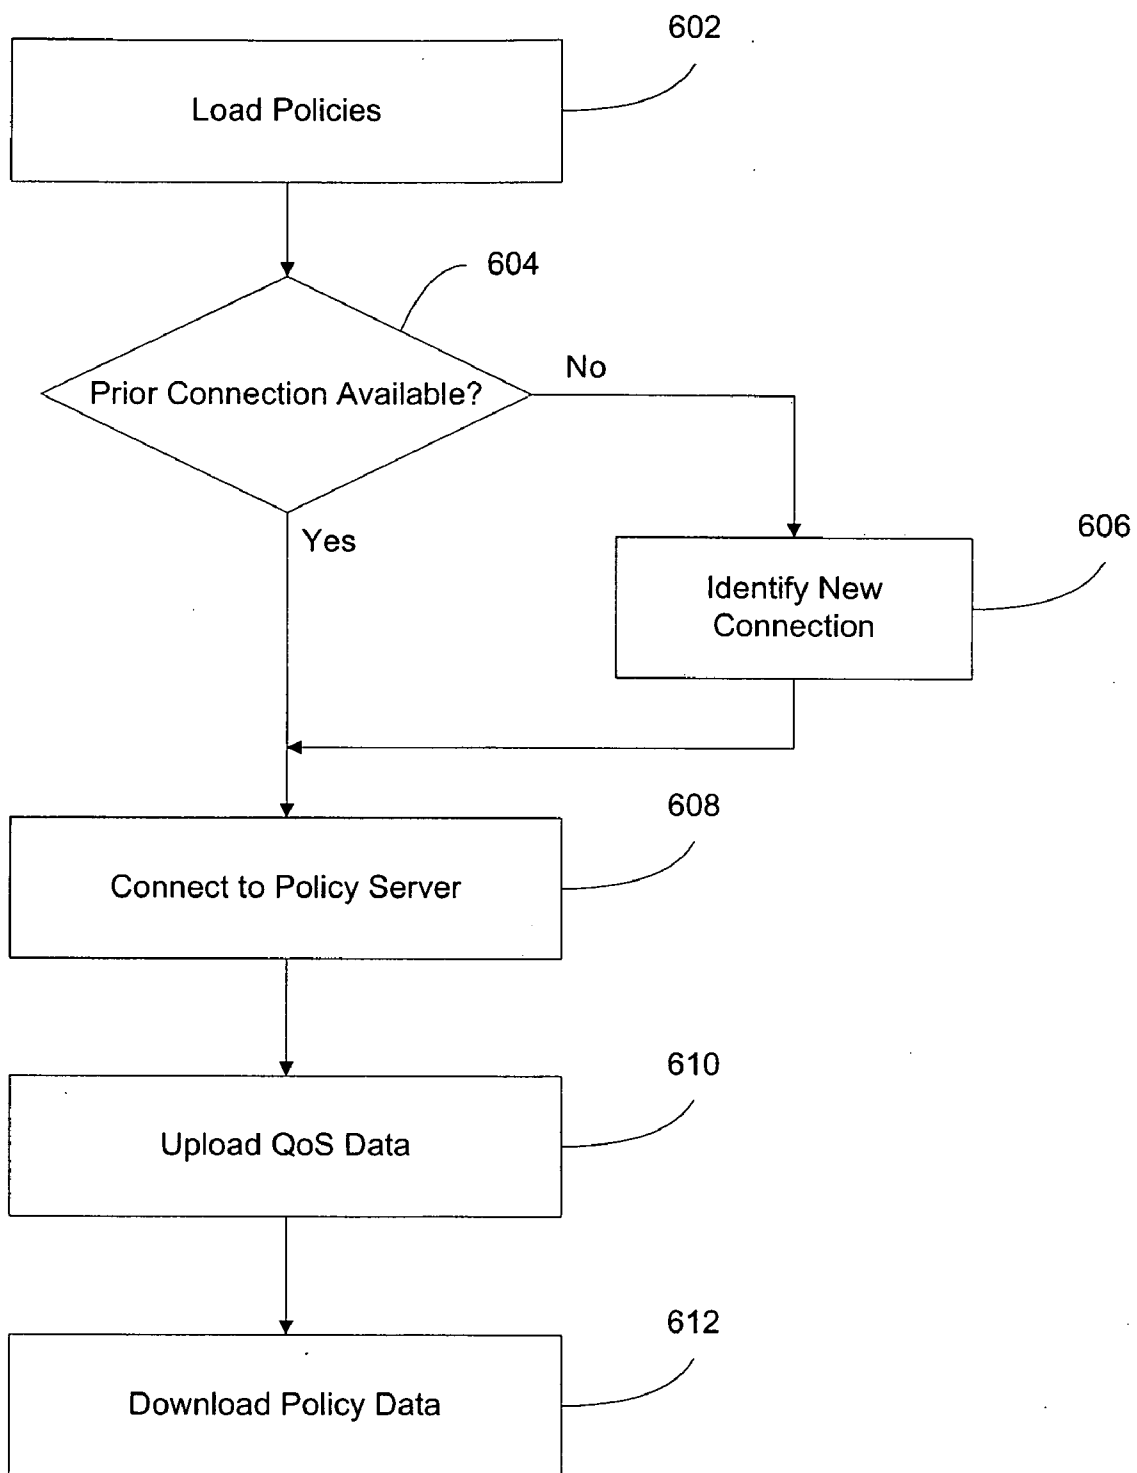 602
Load Policies
604
Prior Connection Available?
No
Yes
606
Identify New
Connection
608
Connect to Policy Server
610
Upload QoS Data
612
Download Policy Data